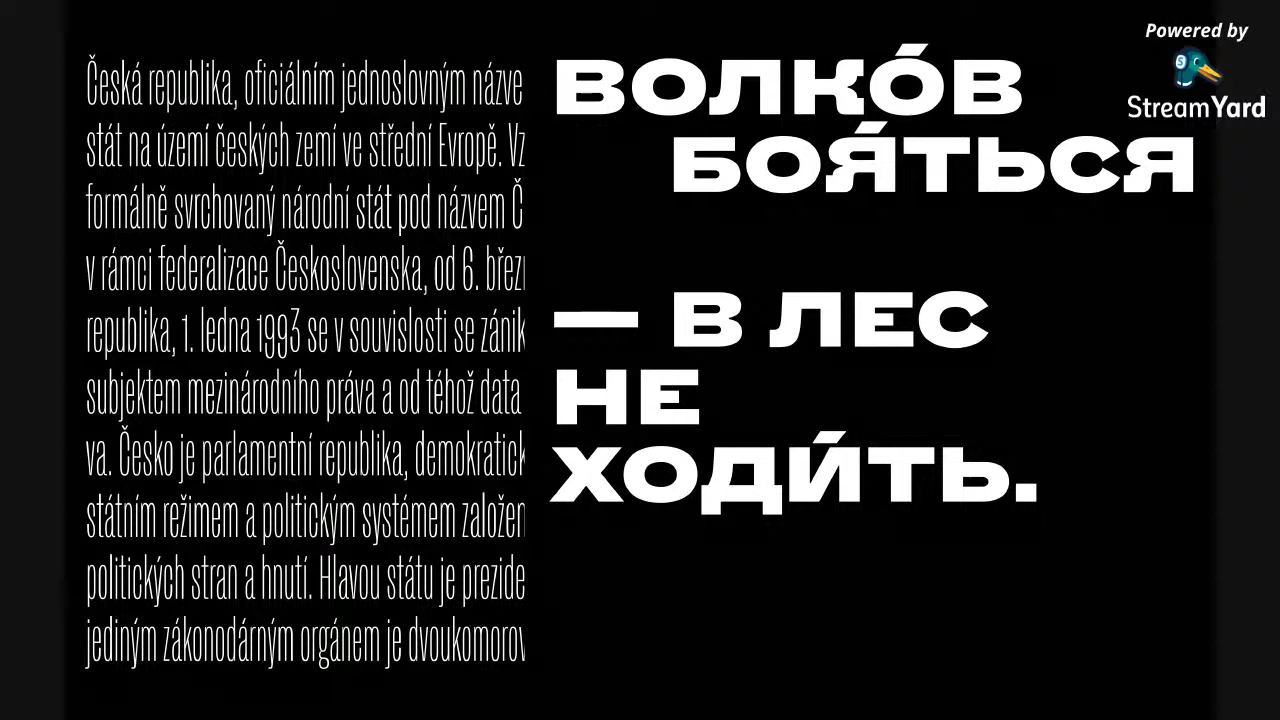 Česká republika, oficiálním jednoslovným názve
stát na území českých zemí ve střední Evropě. Vz
formálně svrchovaný národní stát pod názvem Č
v rámci federalizace Československa, od 6. březn
republika, 1. ledna 1993 se v souvislosti se zánik
subjektem mezinárodního práva a od téhož data
va. Česko je parlamentní republika, demokratick
státním režimem a politickým systémem založen
politických stran a hnutí. Hlavou státu je prezide
jediným zákonodárným orgánem je dvoukomorov
ВОЛКО́В
БОЯ́ТЬСЯ
— В ЛЕС
НЕ
ХОДИ́ТЬ.
Powered by
StreamYard